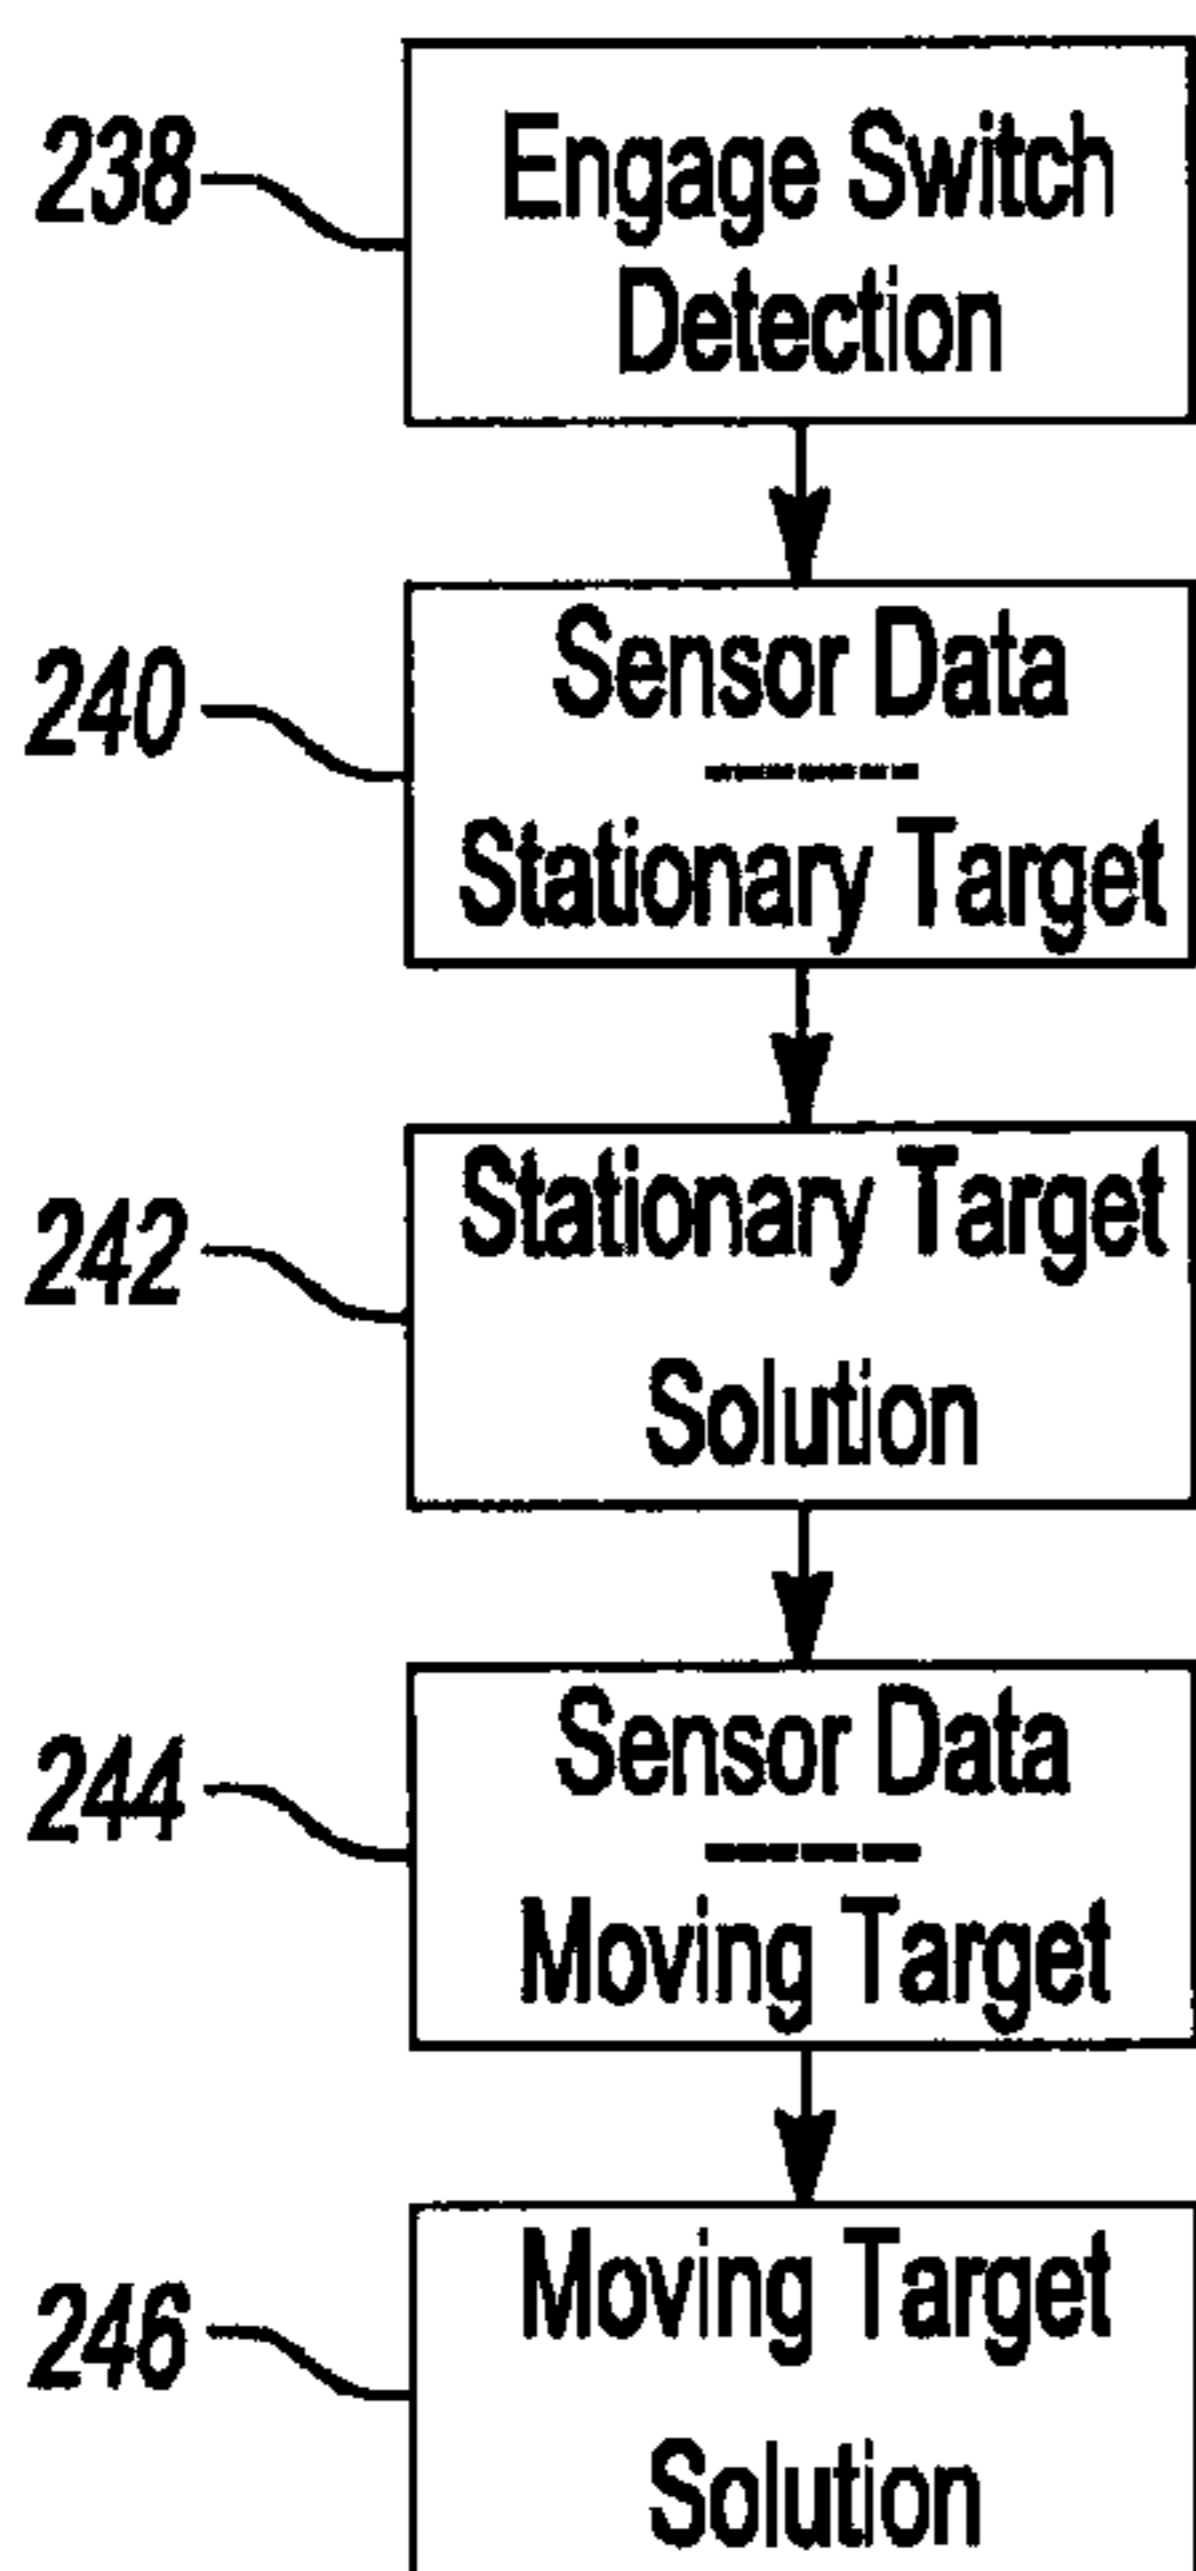 238
Engage Switch
Detection
240
Sensor Data
-----
Stationary Target
242
Stationary Target
Solution
244
Sensor Data
-----
Moving Target
246
Moving Target
Solution